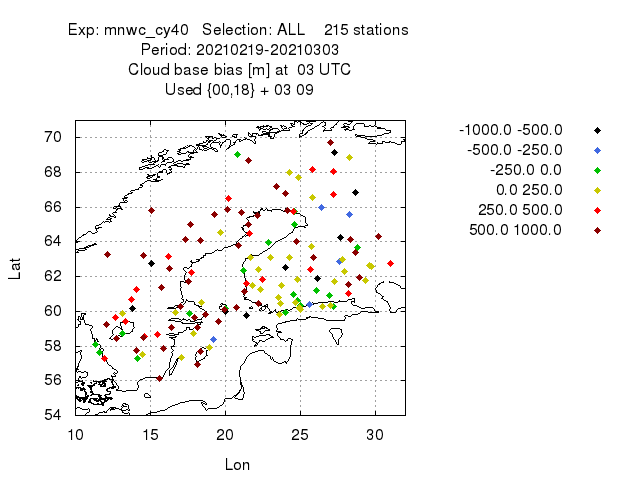 Exp: mnwc_cy40 Selection: ALL 215 stations
Period: 20210219-20210303
Cloud base bias [m] at 03 UTC
Used {00,18} + 03 09
-1000.0 -500.0
-500.0 -250.0
-250.0 0.0
0.0 250.0
250.0 500.0
500.0 1000.0
70
68
66
64
62
60
58
56
54
Lat
10 15 20 25 30
Lon